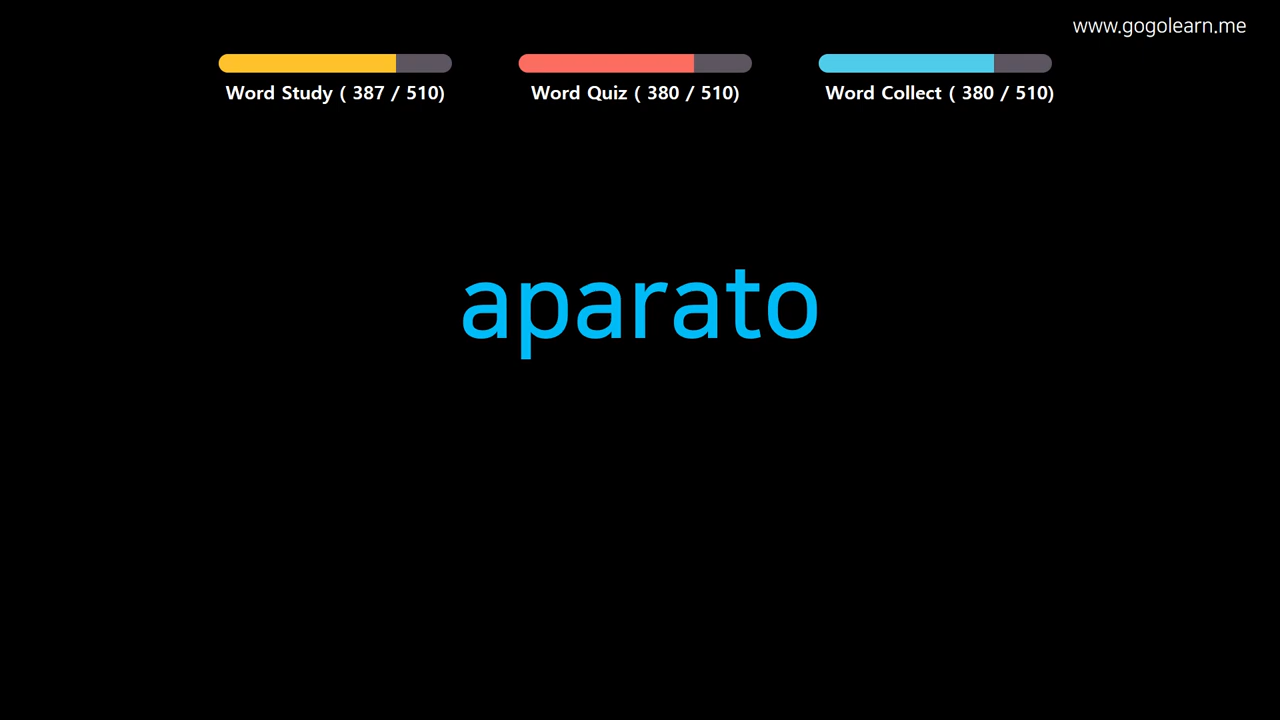 www.gogolearn.me
Word Study ( 387 / 510)
Word Quiz ( 380 / 510)
Word Collect ( 380 / 510)
aparato